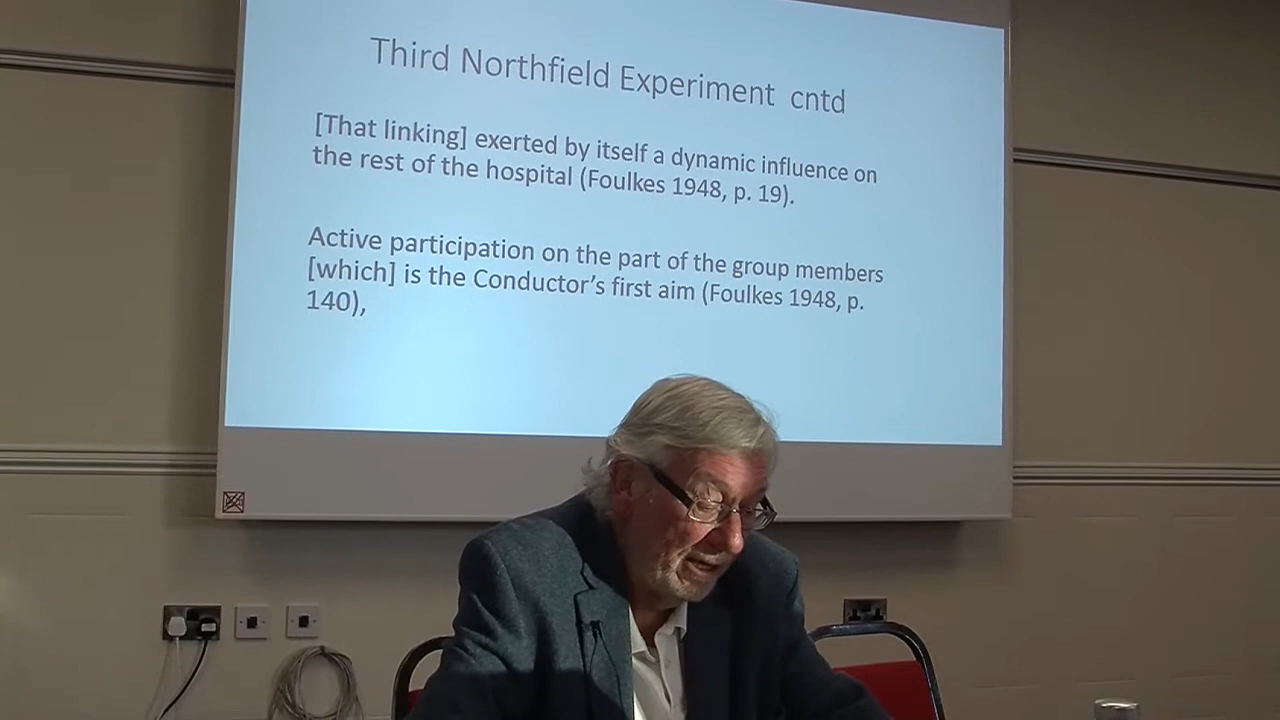 Third Northfield Experiment cntd
[That linking] exerted by itself a dynamic influence on
the rest of the hospital (Foulkes 1948, p. 19).
Active participation on the part of the group members
[which] is the Conductor's first aim (Foulkes 1948, p.
140),